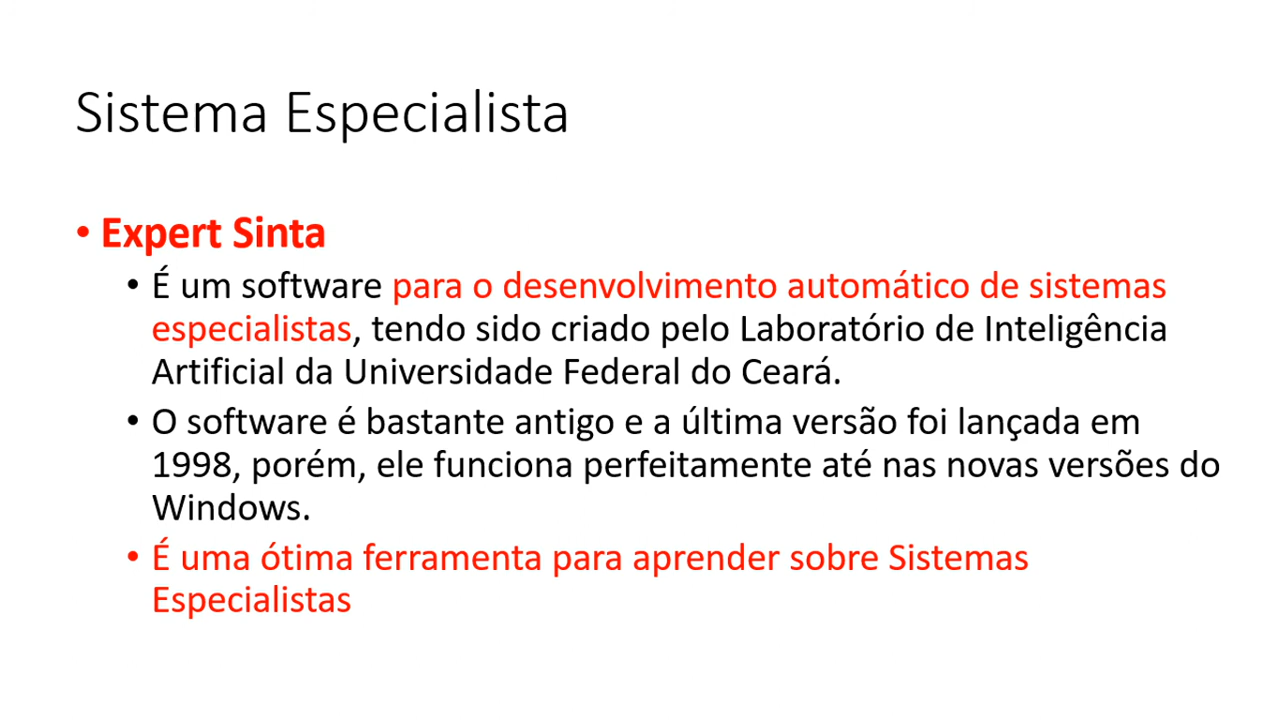 Sistema Especialista
• Expert Sinta
• É um software para o desenvolvimento automático de sistemas
especialistas, tendo sido criado pelo Laboratório de Inteligência
Artificial da Universidade Federal do Ceará.
• O software é bastante antigo e a última versão foi lançada em
1998, porém, ele funciona perfeitamente até nas novas versões do
Windows.
• É uma ótima ferramenta para aprender sobre Sistemas
Especialistas